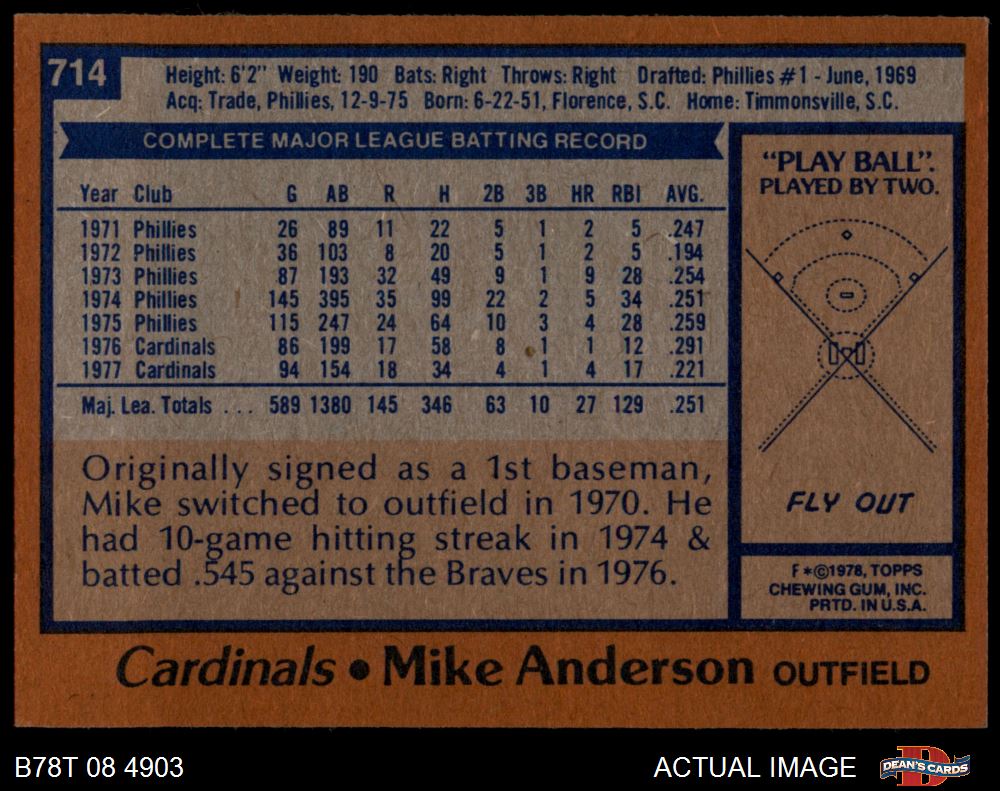 714
Height: 6'2" Weight: 190 Bats: Right Throws: Right Drafted: Phillies #1 - June, 1969
Acq: Trade, Phillies, 12-9-75 Born: 6-22-51, Florence, S.C. Home: Timmonsville, S.C.
COMPLETE MAJOR LEAGUE BATTING RECORD
Year Club G AB R H 2B 3B HR RBI AVG.
1971 Phillies 26 89 11 22 5 1 2 5 .247
1972 Phillies 36 103 8 20 5 1 2 5 .194
1973 Phillies 87 193 32 49 9 1 9 28 .254
1974 Phillies 145 395 35 99 22 2 5 34 .251
1975 Phillies 115 247 24 64 10 3 4 28 .259
1976 Cardinals 86 199 17 58 8 1 1 12 .291
1977 Cardinals 94 154 18 34 4 1 4 17 .221
Maj. Lea. Totals ... 589 1380 145 346 63 10 27 129 .251
Originally signed as a 1st baseman,
Mike switched to outfield in 1970. He
had 10-game hitting streak in 1974 &
batted .545 against the Braves in 1976.
"PLAY BALL".
PLAYED BY TWO.
FLY OUT
F*©1978, TOPPS
CHEWING GUM, INC.
PRTD. IN U.S.A.
Cardinals • Mike Anderson OUTFIELD
B78T 08 4903
ACTUAL IMAGE
D
DEAN'S CARDS